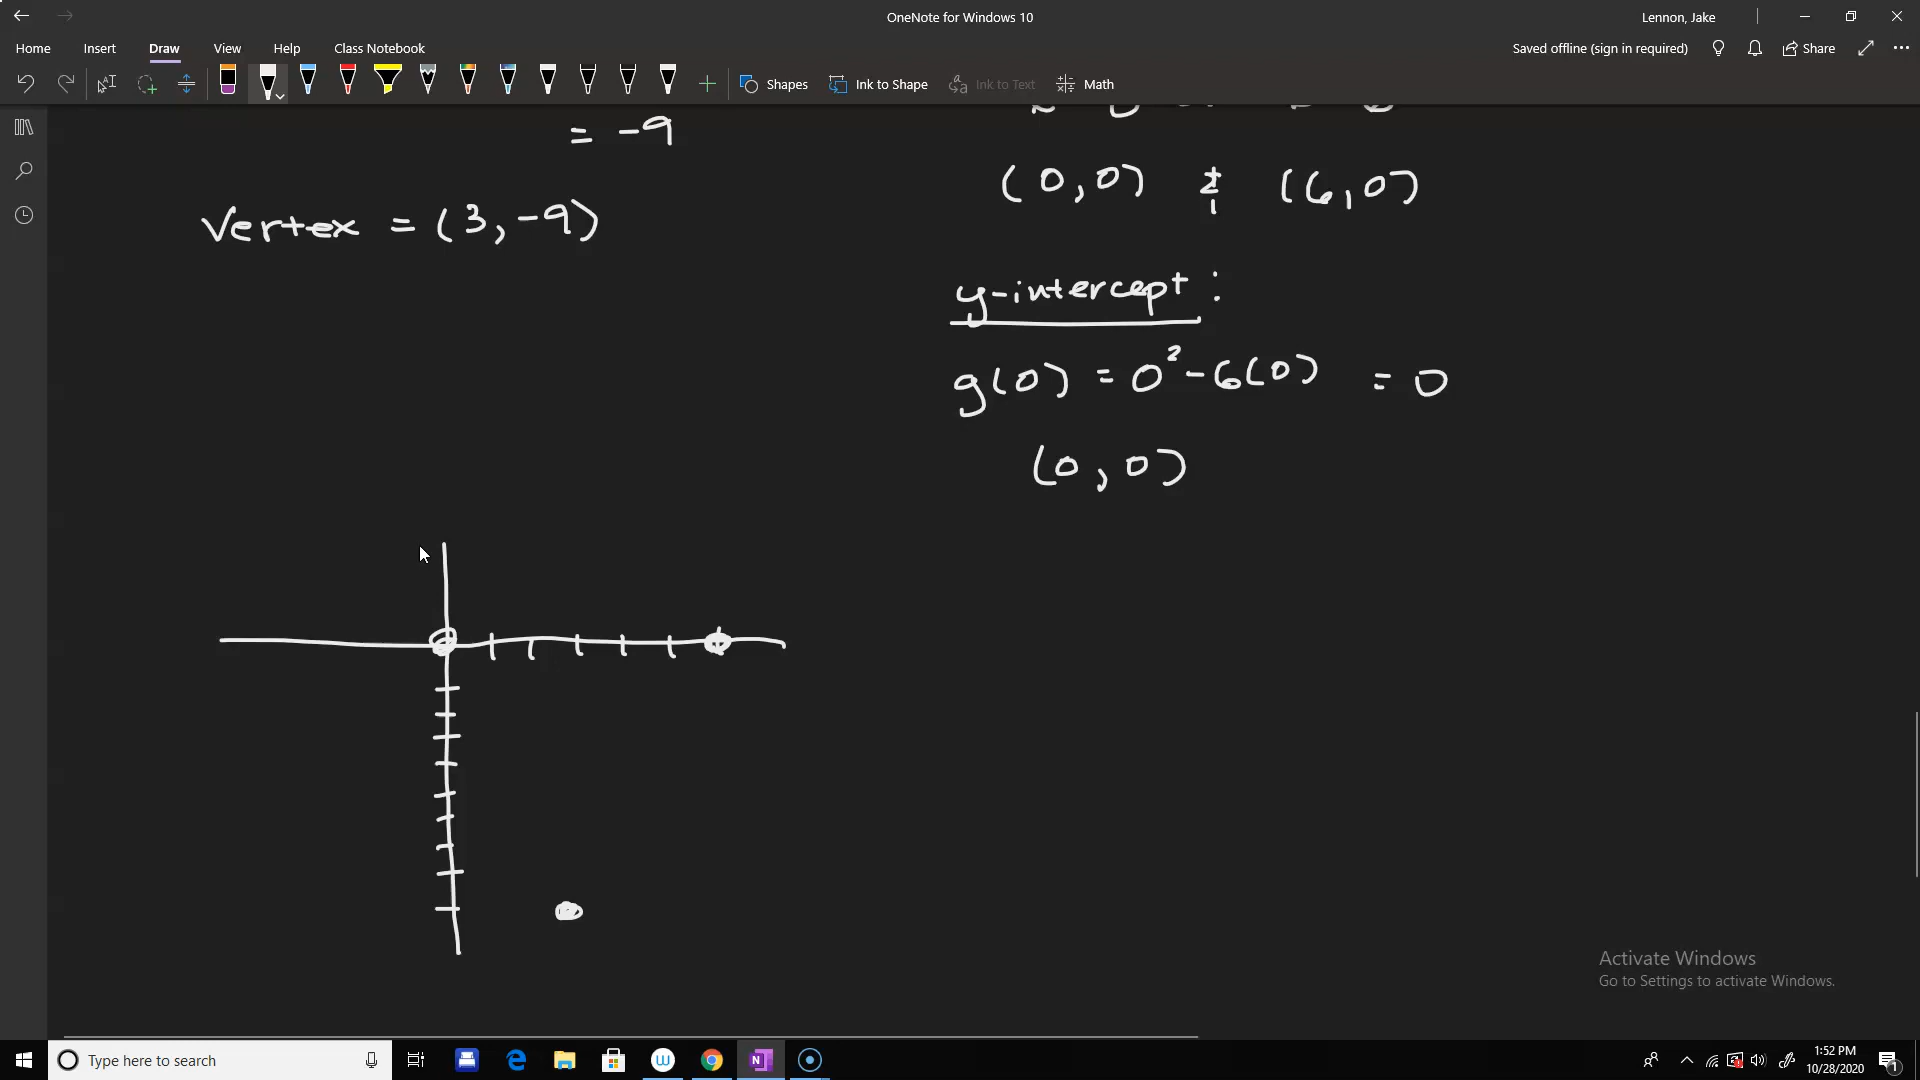 OneNote for Windows 10
Lennon, Jake
Home Insert Draw View Help Class Notebook
Saved offline (sign in required)
Share
Shapes
Ink to Shape
Ink to Text
Math
= -9
Vertex = (3, -9)
(0,0) & (6,0)
y-intercept:
g(0) = 0² - 6(0) = 0
(0,0)
Activate Windows
Go to Settings to activate Windows.
Type here to search
1:52 PM
10/28/2020